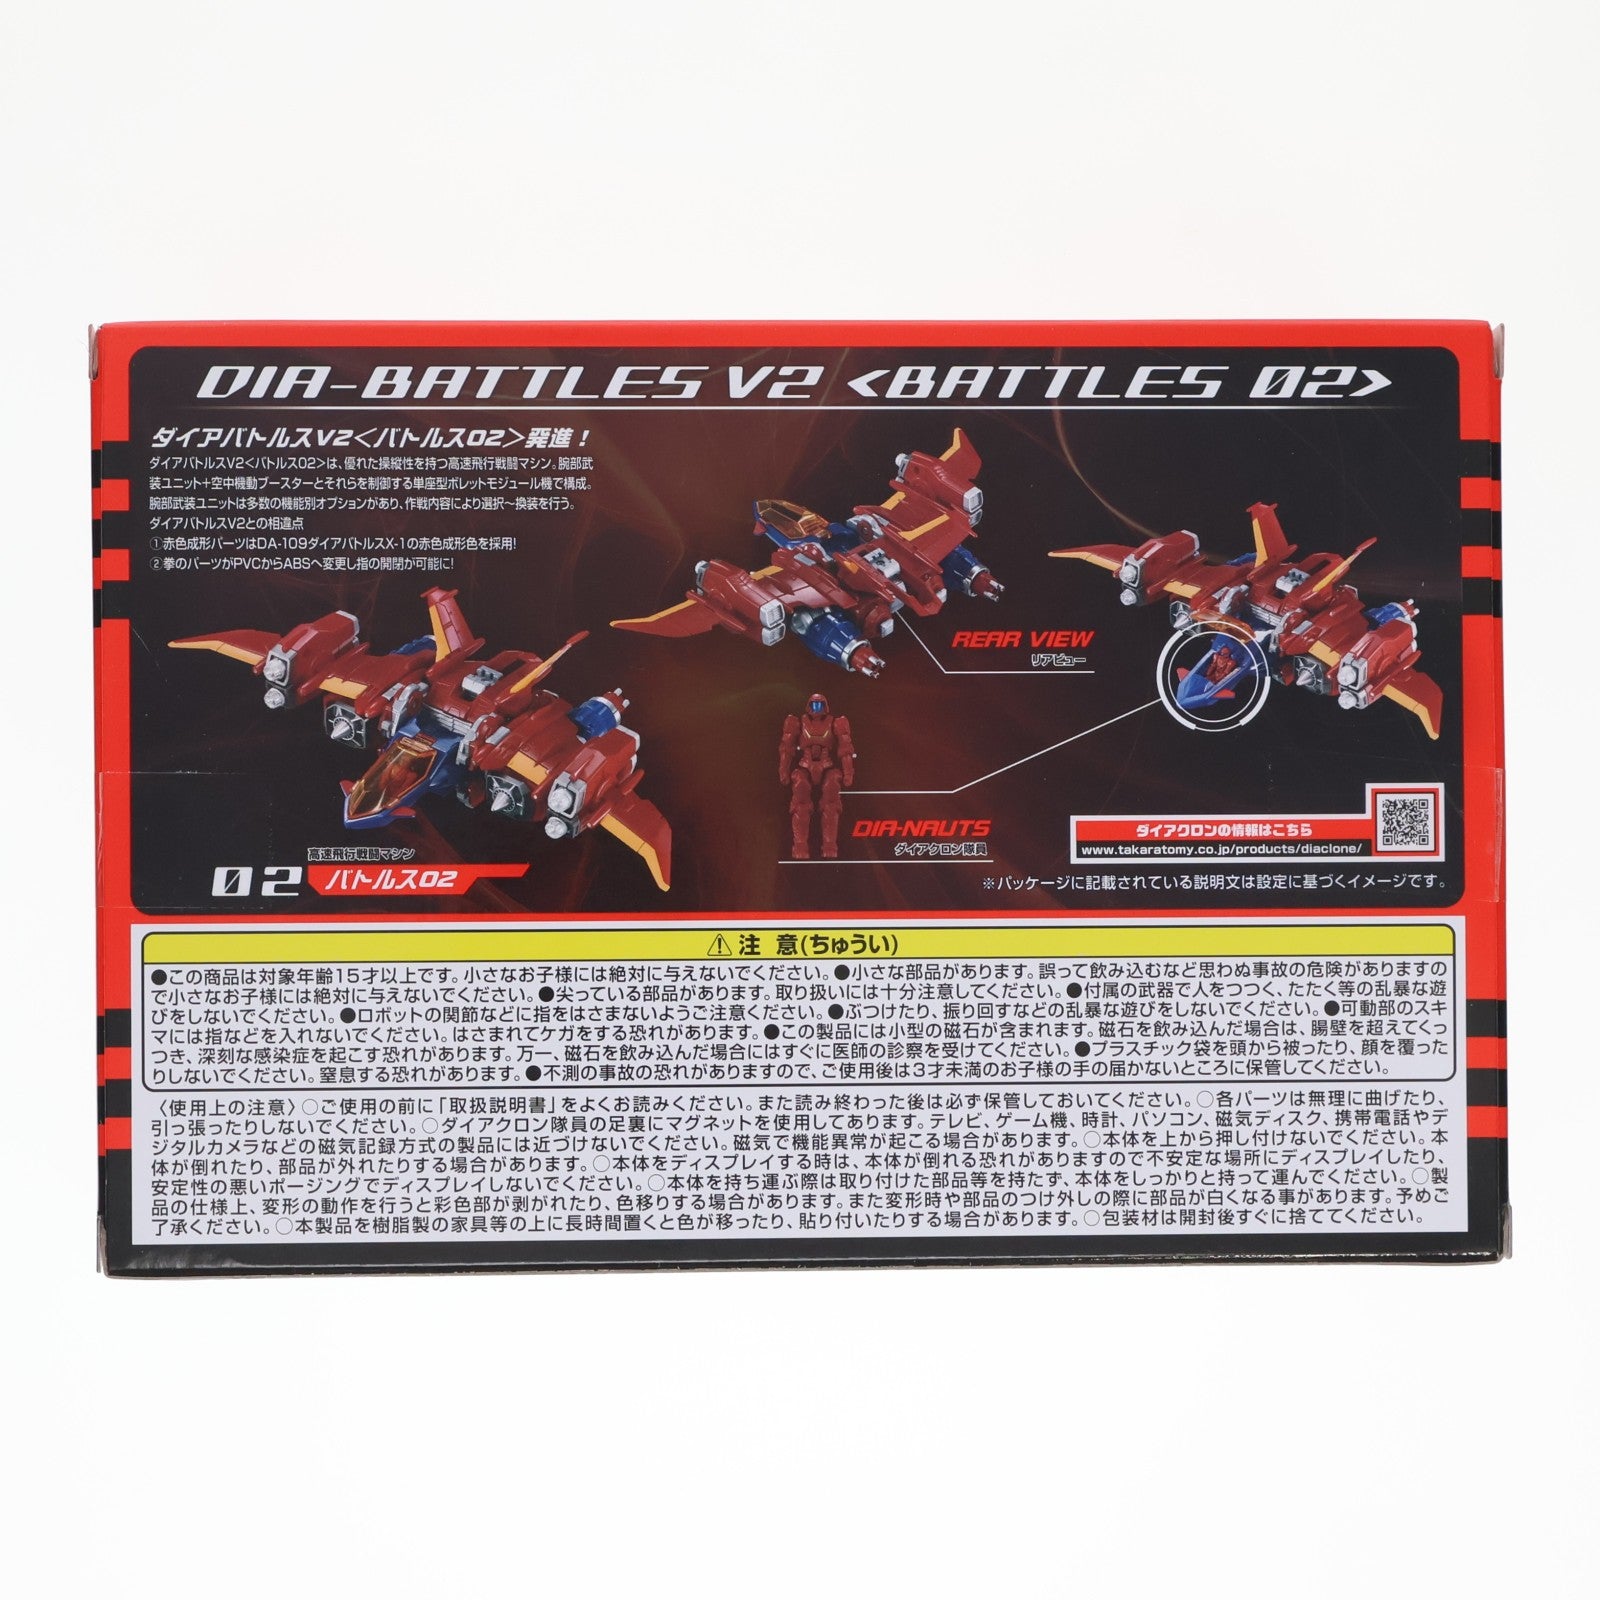 DIA-BATTLES V2 <BATTLES 02>
ダイアバトルスV2<バトルス02>発進!
ダイアバトルスV2<バトルス02>は、優れた操縦性を持つ高速飛行戦闘マシン。腕部武
装ユニット+空中機動ブースターとそれらを制御する単座型ボレットモジュール機で構成。
腕部武装ユニットは多数の機能別オプションがあり、作戦内容により選択~換装を行う。
ダイアバトルスV2との相違点
①赤色成形パーツはDA-109ダイアバトルスX-1の赤色成形色を採用!
②拳のパーツがPVCからABSへ変更し指の開閉が可能に!
REAR VIEW
リアビュー
DIA-NAUTS
ダイアクロン隊員
高速飛行戦闘マシン
02 バトルス02
ダイアクロンの情報はこちら
www.takaratomy.co.jp/products/diaclone/
※パッケージに記載されている説明文は設定に基づくイメージです。
⚠注 意(ちゅうい)
●この商品は対象年齢15才以上です。小さなお子様には絶対に与えないでください。●小さな部品があります。誤って飲み込むなど思わぬ事故の危険がありますの
で小さなお子様には絶対に与えないでください。●尖っている部品があります。取り扱いには十分注意してください。●付属の武器で人をつつく、たたく等の乱暴な遊
びをしないでください。●ロボットの関節などに指をはさまないようご注意ください。●ぶつけたり、振り回すなどの乱暴な遊びをしないでください。●可動部のスキ
マには指などを入れないでください。はさまれてケガをする恐れがあります。●この製品には小型の磁石が含まれます。磁石を飲み込んだ場合は、腸壁を超えてくっ
つき、深刻な感染症を起こす恐れがあります。万一、磁石を飲み込んだ場合にはすぐに医師の診察を受けてください。●プラスチック袋を頭から被ったり、顔を覆った
りしないでください。窒息する恐れがあります。●不測の事故の恐れがありますので、ご使用後は3才未満のお子様の手の届かないところに保管してください。
〈使用上の注意〉○ご使用の前に「取扱説明書」をよくお読みください。また読み終わった後は必ず保管しておいてください。○各パーツは無理に曲げたり、
引っ張ったりしないでください。○ダイアクロン隊員の足裏にマグネットを使用してあります。テレビ、ゲーム機、時計、パソコン、磁気ディスク、携帯電話やデ
ジタルカメラなどの磁気記録方式の製品には近づけないでください。磁気で機能異常が起こる場合があります。○本体を上から押し付けないでください。本
体が倒れたり、部品が外れたりする場合があります。○本体をディスプレイする時は、本体が倒れる恐れがありますので不安定な場所にディスプレイしたり、
安定性の悪いポージングでディスプレイしないでください。○本体を持ち運ぶ際は取り付けた部品等を持たず、本体をしっかりと持って運んでください。○製
品の仕様上、変形の動作を行うと彩色部が剥がれたり、色移りする場合があります。また変形時や部品のつけ外しの際に部品が白くなる事があります。予めご
了承ください。○本製品を樹脂製の家具等の上に長時間置くと色が移ったり、貼り付いたりする場合があります。○包装材は開封後すぐに捨ててください。